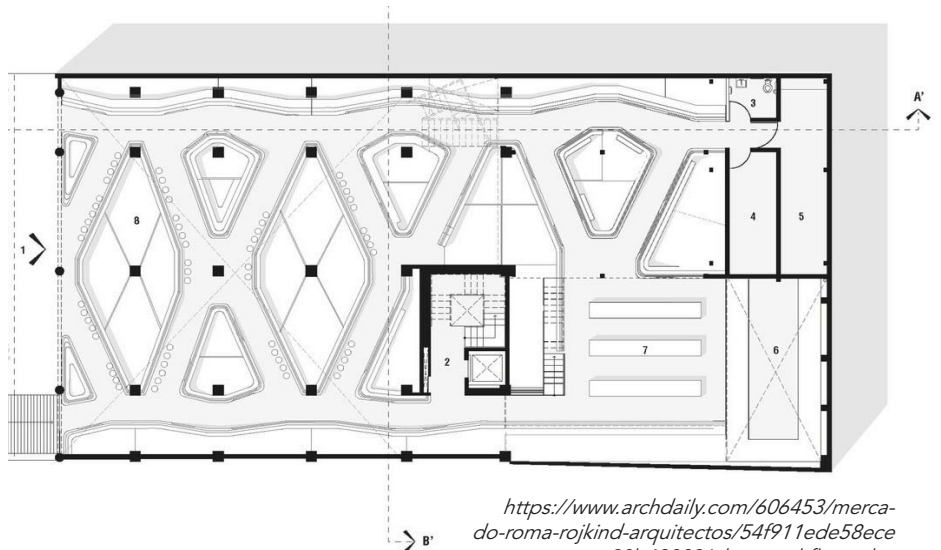 3
A'
8
4
5
1
7
6
2
https://www.archdaily.com/606453/merca-
do-roma-rojkind-arquitectos/54f911ede58ece
B'